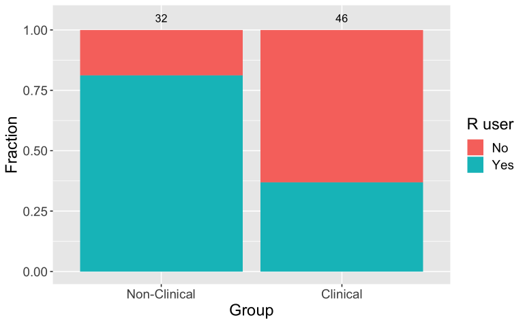 32 46
1.00
0.75
0.50
0.25
0.00
Fraction
Non-Clinical Clinical
Group
R user
No
Yes